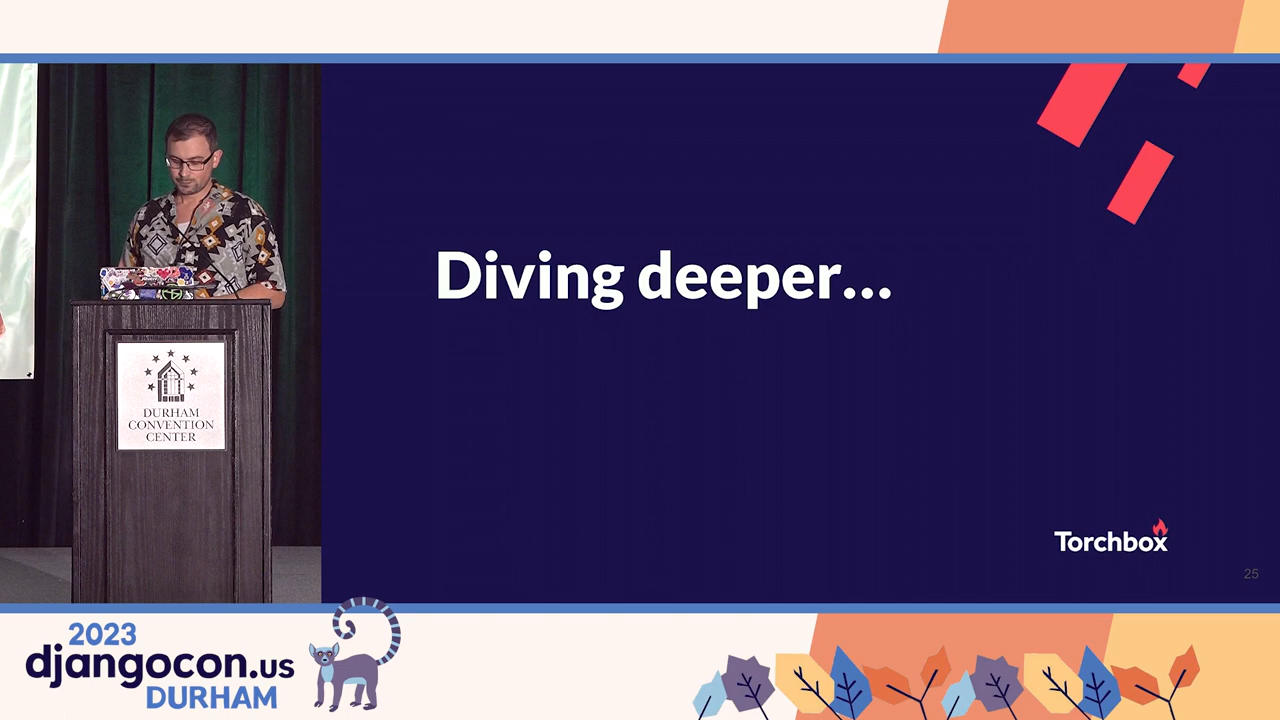 Diving deeper...
DURHAM
CONVENTION
CENTER
Torchbox
25
2023
djangocon.us
DURHAM